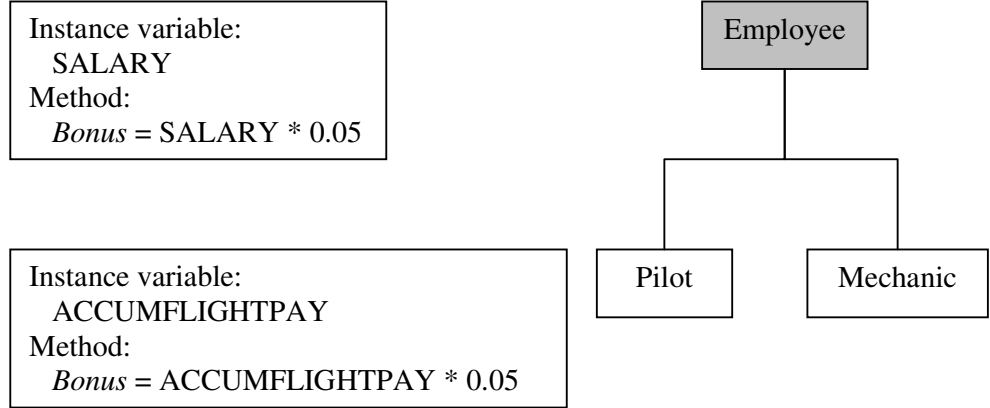 Instance variable:
SALARY
Method:
Bonus = SALARY * 0.05
Employee
Instance variable:
ACCUMFLIGHTPAY
Method:
Bonus = ACCUMFLIGHTPAY * 0.05
Pilot
Mechanic